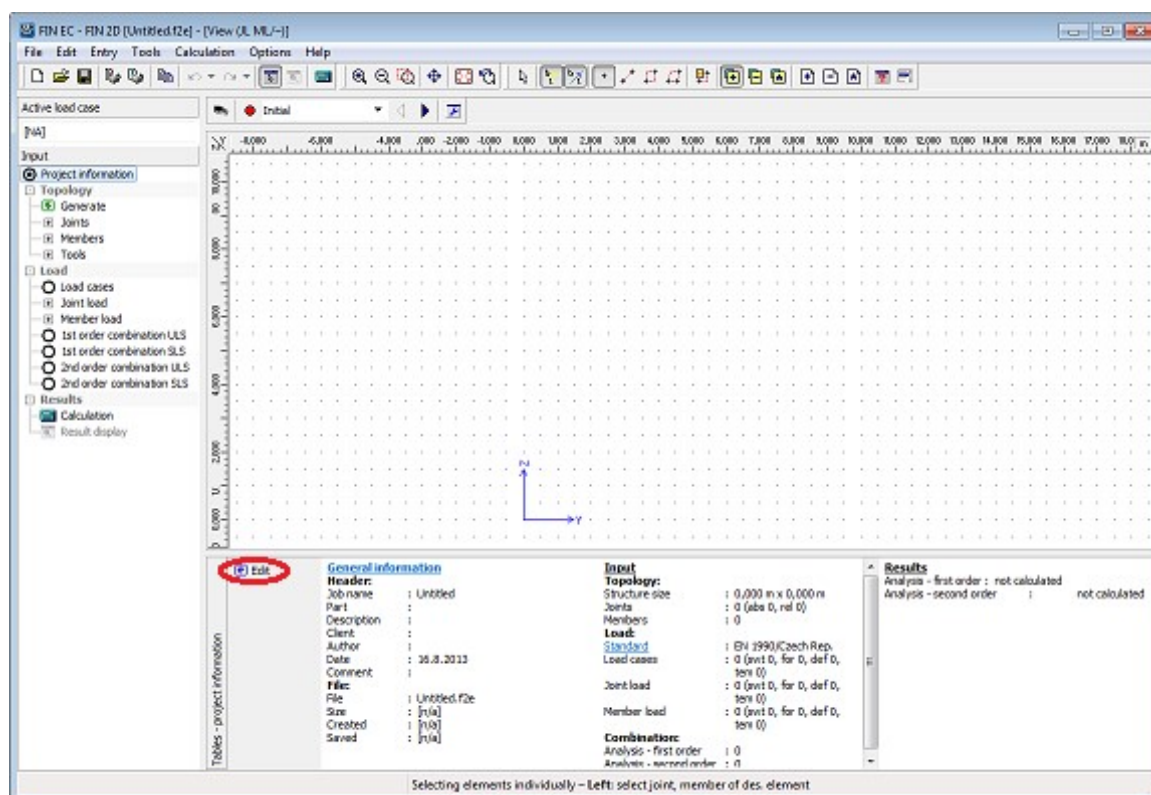 FIN EC - FIN 2D [Untitled.f2e] - [View (JL ML/-)]
File Edit Entry Tools Calculation Options Help
Active load case
[NA]
Initial
Input
Project information
Topology
Generate
Joints
Members
Tools
Load
Load cases
Joint load
Member load
1st order combination ULS
1st order combination SLS
2nd order combination ULS
2nd order combination SLS
Results
Calculation
Result display
Z
Y
Edit
Tables - project information
General information
Header:
Job name : Untitled
Part :
Description :
Client :
Author :
Date : 16.8.2013
Comment :
File:
File : Untitled.f2e
Size : [n/a]
Created : [n/a]
Saved : [n/a]
Input
Topology:
Structure size : 0,000 m x 0,000 m
Joints : 0 (abs 0, rel 0)
Members : 0
Load:
Standard : EN 1990/Czech Rep.
Load cases : 0 (swt 0, for 0, def 0,
tem 0)
Joint load : 0 (swt 0, for 0, def 0,
tem 0)
Member load : 0 (swt 0, for 0, def 0,
tem 0)
Combination:
Analysis - first order : 0
Analysis - second order : 0
Results
Analysis - first order : not calculated
Analysis - second order : not calculated
Selecting elements individually – Left: select joint, member of des. element